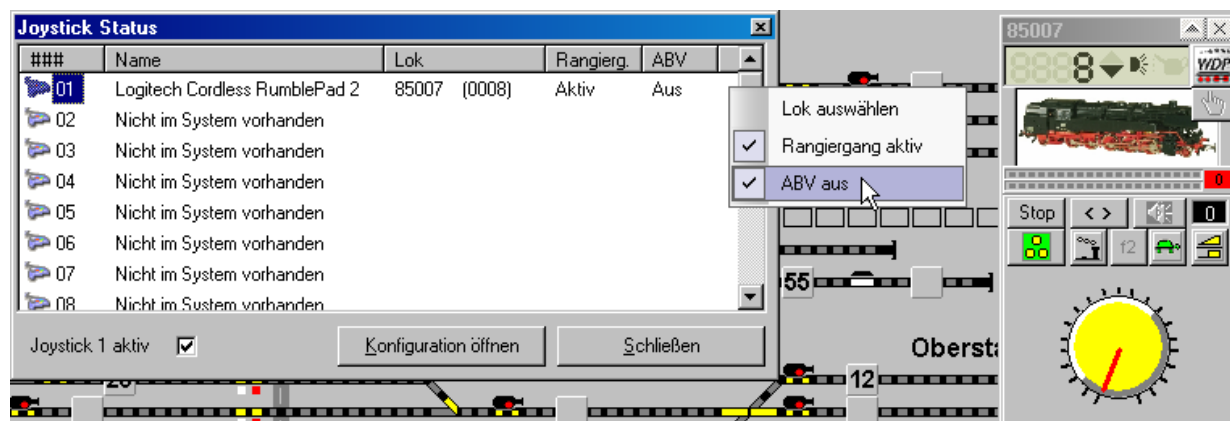 Joystick Status
### Name Lok Rangierg. ABV
01 Logitech Cordless RumblePad 2 85007 (0008) Aktiv Aus
02 Nicht im System vorhanden
03 Nicht im System vorhanden
04 Nicht im System vorhanden
05 Nicht im System vorhanden
06 Nicht im System vorhanden
07 Nicht im System vorhanden
08 Nicht im System vorhanden
Joystick 1 aktiv
Konfiguration öffnen
Schließen
Lok auswählen
Rangiergang aktiv
ABV aus
55
Obersta
12
85007
8
WDP
0
Stop < > 0
f2